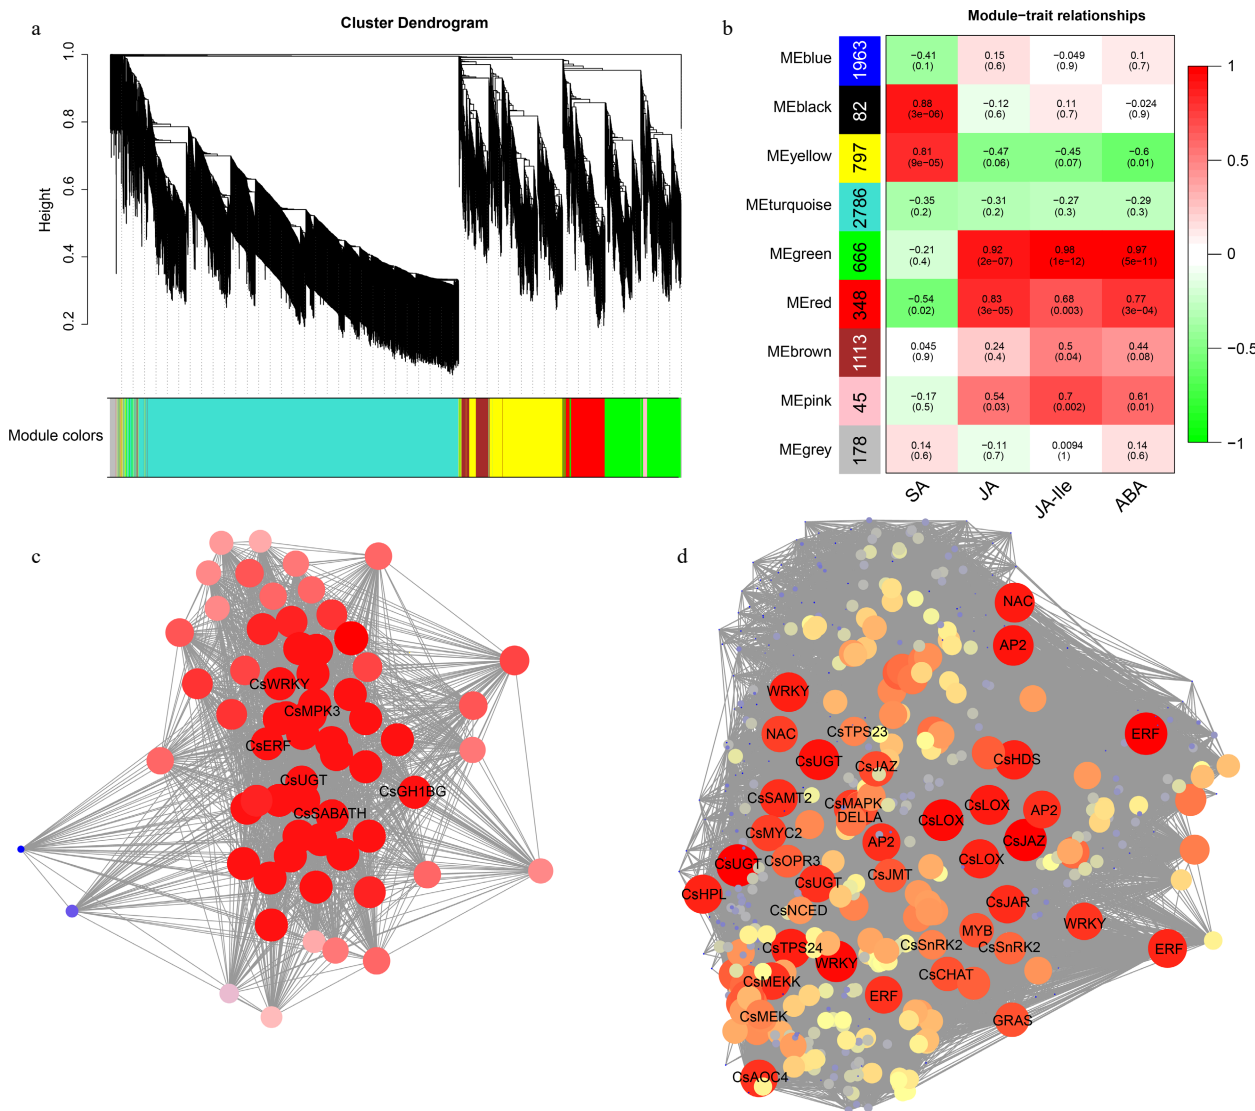 a
Cluster Dendrogram
Height
1.0
0.8
0.6
0.4
0.2
Module colors
b
Module−trait relationships
MEblue 1963 −0.41 (0.1) 0.15 (0.6) −0.049 (0.9) 0.1 (0.7)
MEblack 82 0.88 (3e−06) −0.12 (0.6) 0.11 (0.7) −0.024 (0.9)
MEyellow 797 0.81 (9e−05) −0.47 (0.06) −0.45 (0.07) −0.6 (0.01)
MEturquoise 2786 −0.35 (0.2) −0.31 (0.2) −0.27 (0.3) −0.29 (0.3)
MEgreen 666 −0.21 (0.4) 0.92 (2e−07) 0.98 (1e−12) 0.97 (5e−11)
MEred 348 −0.54 (0.02) 0.83 (3e−05) 0.68 (0.003) 0.77 (3e−04)
MEbrown 1113 0.045 (0.9) 0.24 (0.4) 0.5 (0.04) 0.44 (0.08)
MEpink 45 −0.17 (0.5) 0.54 (0.03) 0.7 (0.002) 0.61 (0.01)
MEgrey 178 0.14 (0.6) −0.11 (0.7) 0.0094 (1) 0.14 (0.6)
SA JA JA-Ile ABA
1
0.5
0
−0.5
−1
c
CsWRKY
CsMPK3
CsERF
CsUGT
CsGH1BG
CsSABATH
d
NAC
AP2
WRKY
NAC
CsTPS23
ERF
CsUGT
CsJAZ
CsHDS
CsSAMT2
CsMAPK
CsLOX
AP2
DELLA
CsLOX
CsMYC2
AP2
CsJAZ
CsUGT
CsOPR3
CsLOX
CsHPL
CsUGT
CsJMT
CsNCED
CsJAR
WRKY
MYB
CsTPS24
CsSnRK2
CsSnRK2
ERF
WRKY
CsMEKK
CsCHAT
ERF
CsMEK
GRAS
CsAOC4